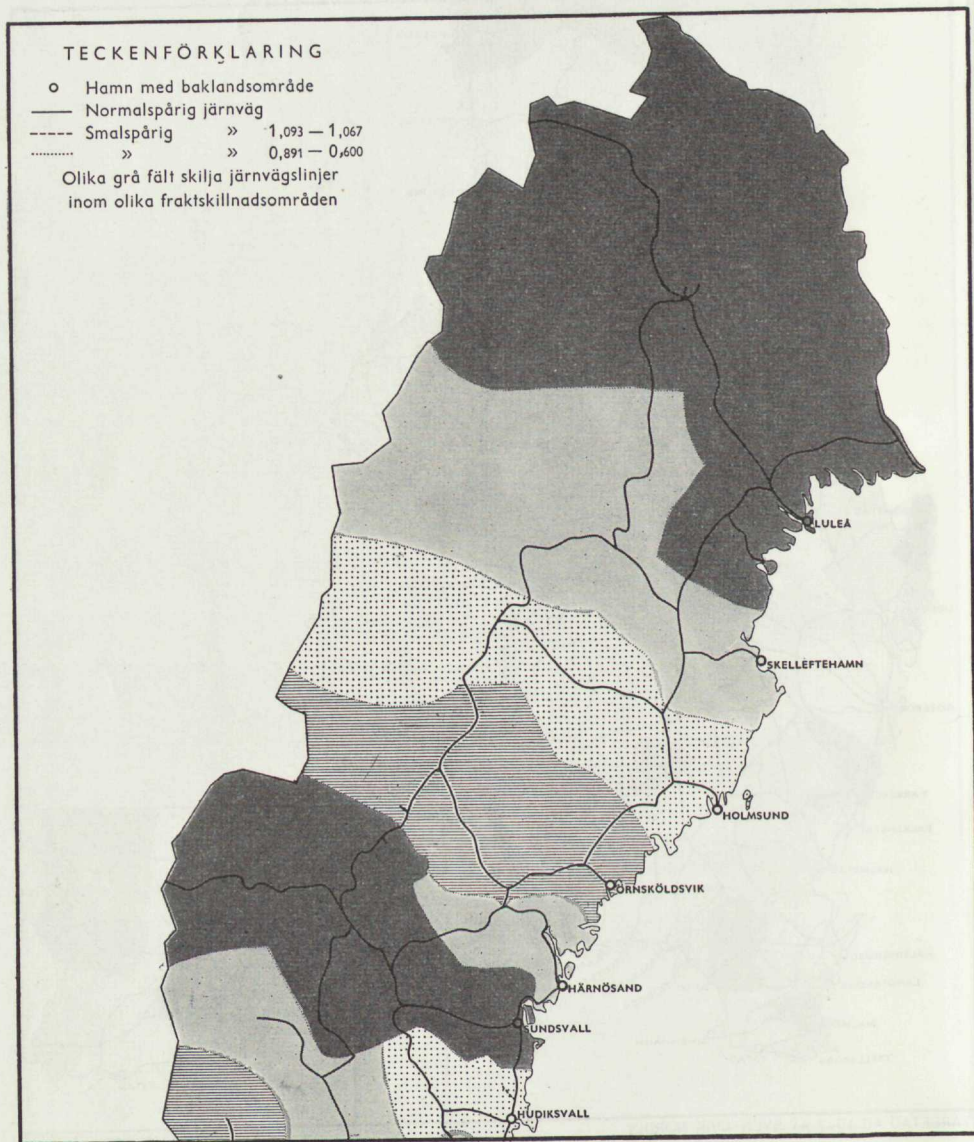 TECKENFÖRKLARING
Hamn med baklandsområde
Normalspårig järnväg
Smalspårig » 1,093 — 1,067
» » 0,891 — 0,600
Olika grå fält skilja järnvägslinjer
inom olika fraktskillnadsområden
LULEÅ
SKELLEFTEHAMN
HOLMSUND
ÖRNSKÖLDSVIK
HÄRNÖSAND
SUNDSVALL
HUDIKSVALL